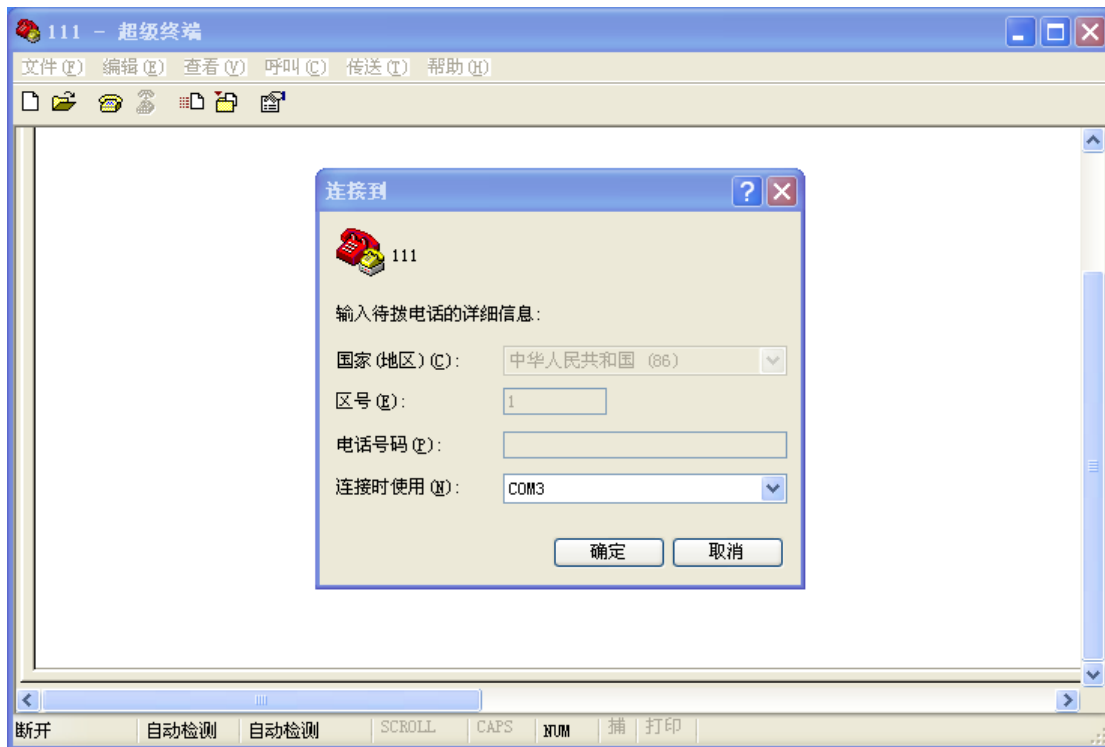 111 - 超级终端
文件(F) 编辑(E) 查看(V) 呼叫(C) 传送(T) 帮助(H)
连接到
111
输入待拨电话的详细信息:
国家(地区)(C): 中华人民共和国 (86)
区号(E): 1
电话号码(P):
连接时使用(N): COM3
确定 取消
断开 自动检测 自动检测 SCROLL CAPS NUM 捕 打印